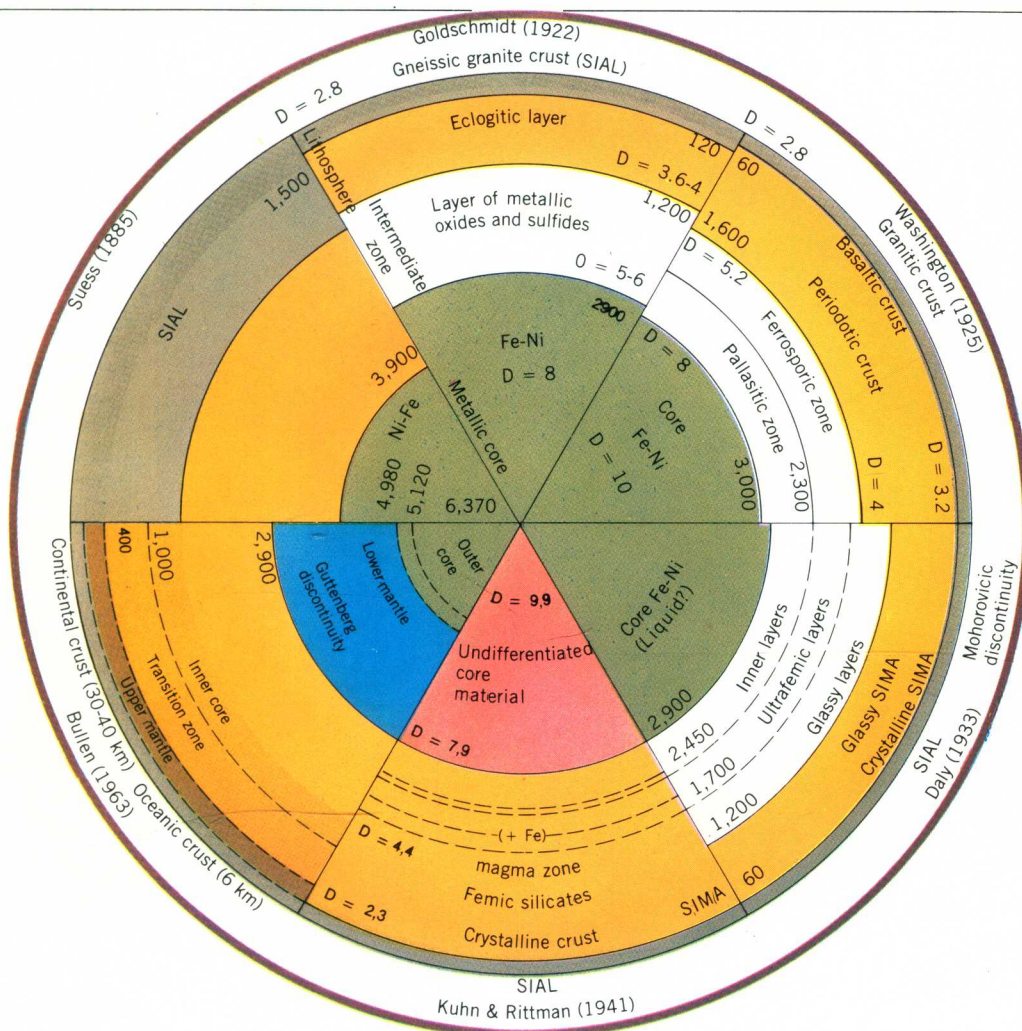 Goldschmidt (1922)
Gneissic granite crust (SIAL)
D = 2.8
Lithosphere
Eclogitic layer
120
D = 3.6-4
Intermediate
zone
Layer of metallic
oxides and sulfides
1,200
O = 5-6
2900
Fe-Ni
D = 8
Metallic core
D = 2.8
Washington (1925)
Granitic crust
60
Basaltic crust
1,600
Periodotic crust
D = 5.2
Ferrosporic zone
Pallasitic zone
D = 8
Core
Fe-Ni
D = 10
3,000
2,300
D = 4
D = 3.2
Mohorovicic
discontinuity
SIAL
Daly (1933)
Crystalline SIMA
Glassy SIMA
Glassy layers
Ultrafemic layers
Inner layers
Core Fe-Ni
(Liquid?)
2,900
2,450
1,700
1,200
60
D = 9,9
Undifferentiated
core
material
D = 7,9
(+ Fe)
D = 4,4
magma zone
Femic silicates
D = 2,3
SIMA
Crystalline crust
SIAL
Kuhn & Rittman (1941)
Continental crust (30-40 km) Oceanic crust (6 km)
Bullen (1963)
400
1,000
2,900
Upper mantle
Transition zone
Inner core
Guttenberg
discontinuity
Lower mantle
Outer
core
4,980
5,120
6,370
Suess (1885)
SIAL
1,500
3,900
Ni-Fe